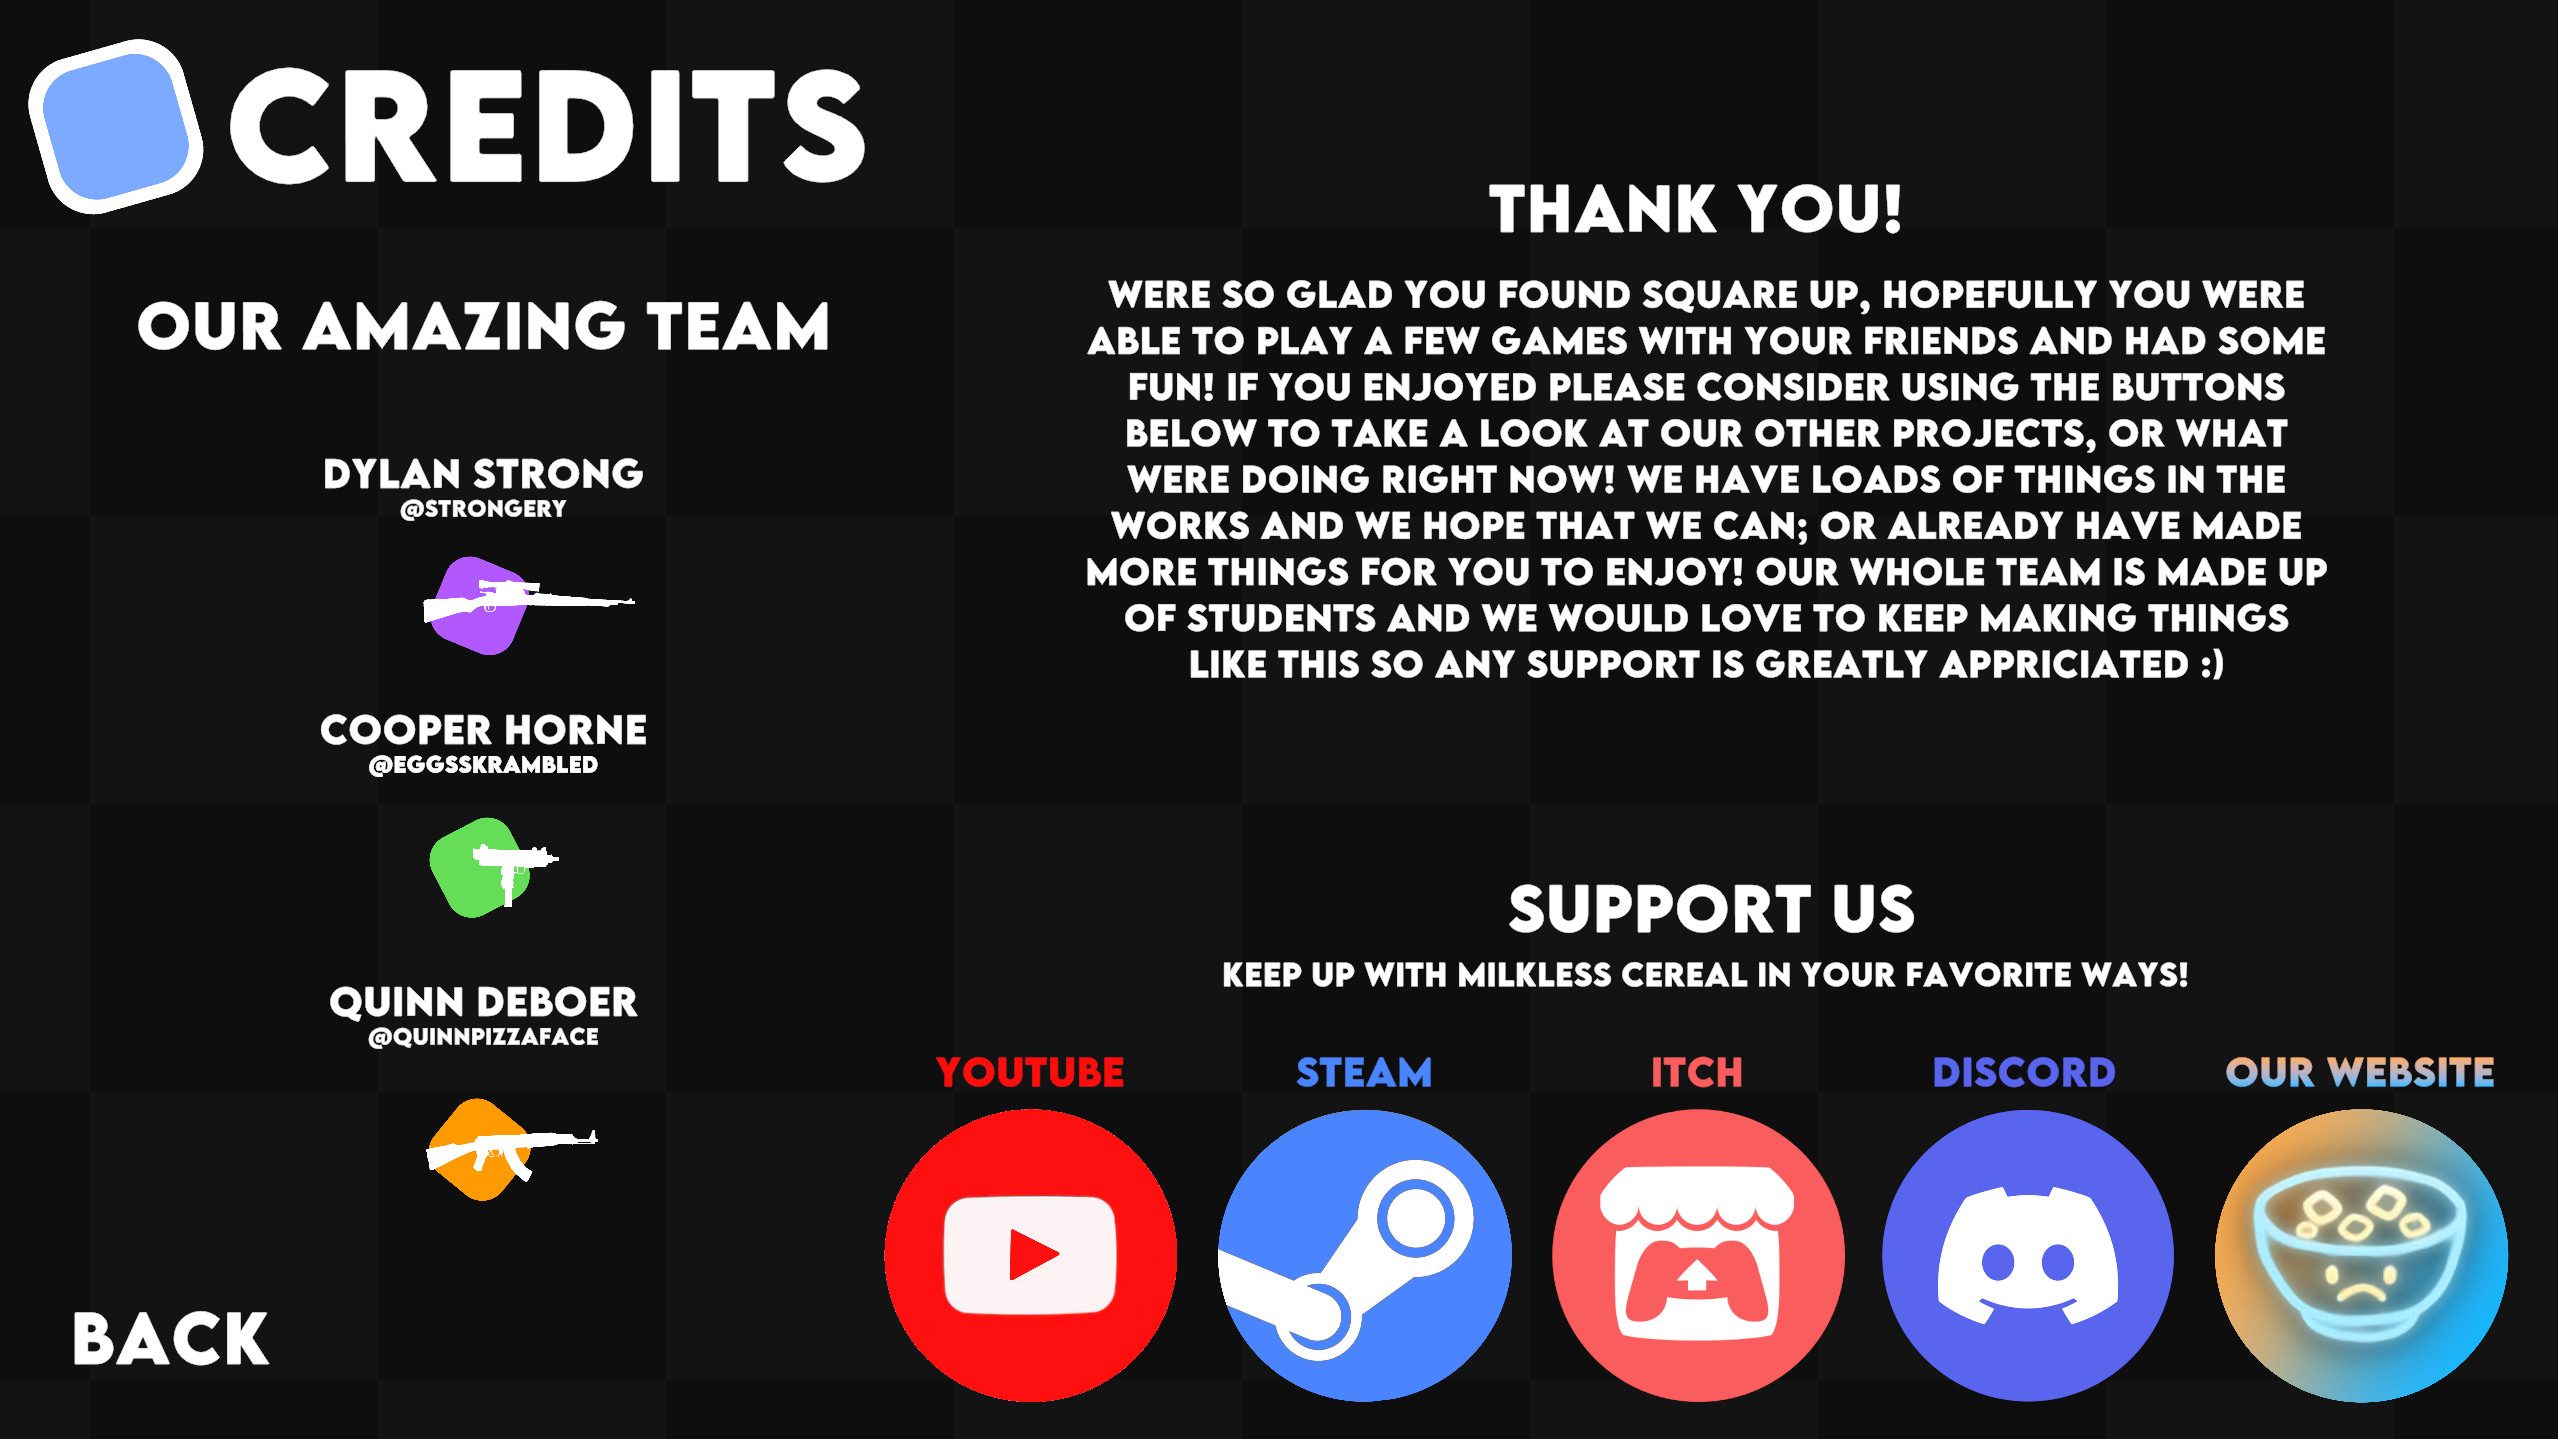 CREDITS
OUR AMAZING TEAM
DYLAN STRONG
@STRONGERY
COOPER HORNE
@EGGSSKRAMBLED
QUINN DEBOER
@QUINNPIZZAFACE
BACK
THANK YOU!
WERE SO GLAD YOU FOUND SQUARE UP, HOPEFULLY YOU WERE
ABLE TO PLAY A FEW GAMES WITH YOUR FRIENDS AND HAD SOME
FUN! IF YOU ENJOYED PLEASE CONSIDER USING THE BUTTONS
BELOW TO TAKE A LOOK AT OUR OTHER PROJECTS, OR WHAT
WERE DOING RIGHT NOW! WE HAVE LOADS OF THINGS IN THE
WORKS AND WE HOPE THAT WE CAN; OR ALREADY HAVE MADE
MORE THINGS FOR YOU TO ENJOY! OUR WHOLE TEAM IS MADE UP
OF STUDENTS AND WE WOULD LOVE TO KEEP MAKING THINGS
LIKE THIS SO ANY SUPPORT IS GREATLY APPRICIATED :)
SUPPORT US
KEEP UP WITH MILKLESS CEREAL IN YOUR FAVORITE WAYS!
YOUTUBE
STEAM
ITCH
DISCORD
OUR WEBSITE